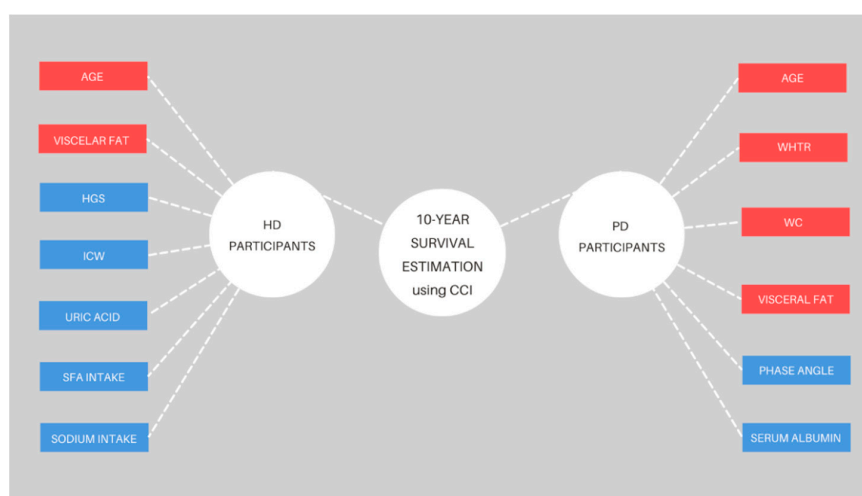 AGE
VISCELAR FAT
HGS
ICW
URIC ACID
SFA INTAKE
SODIUM INTAKE
HD
PARTICIPANTS
10-YEAR
SURVIVAL
ESTIMATION
using CCI
PD
PARTICIPANTS
AGE
WHTR
WC
VISCERAL FAT
PHASE ANGLE
SERUM ALBUMIN